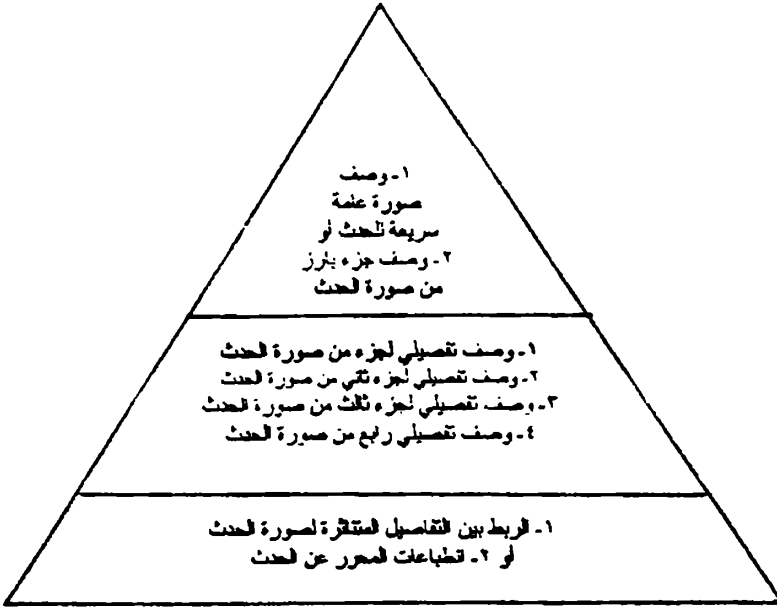 ١- وصف
صورة عامة
سريعة للحدث أو
٢- وصف جزء بارز
من صورة الحدث
١- وصف تفصيلي لجزء من صورة الحدث
٢- وصف تفصيلي لجزء ثاني من صورة الحدث
٣- وصف تفصيلي لجزء ثالث من صورة الحدث
٤- وصف تفصيلي رابع من صورة الحدث
١- الربط بين التفاصيل المتناثرة لصورة الحدث
أو ٢- انطباعات المحرر عن الحدث